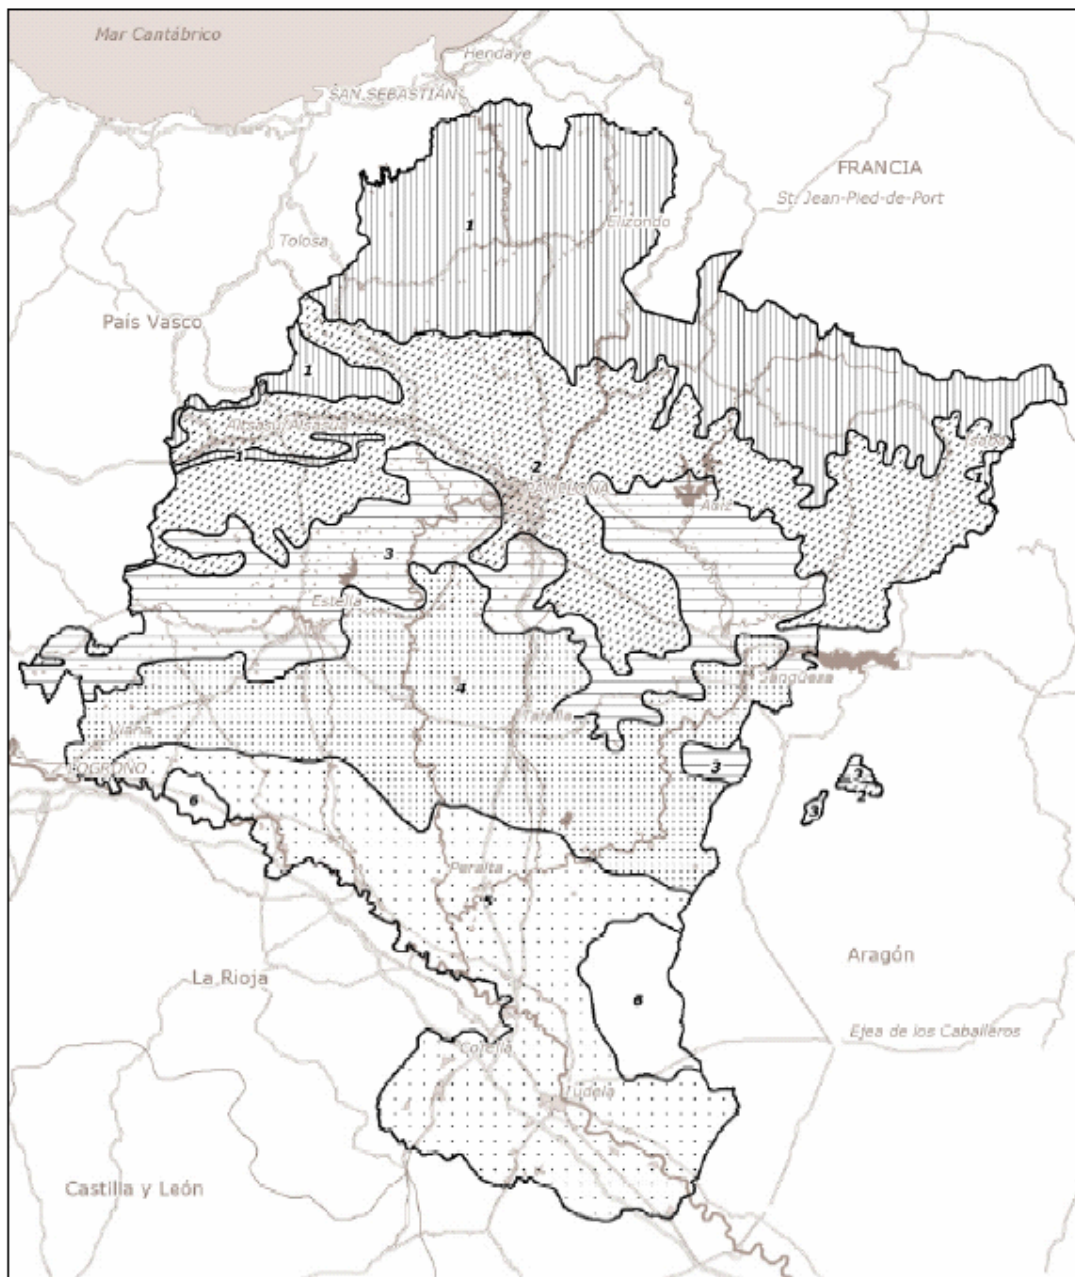 Mar Cantábrico
Hendaye
SAN SEBASTIÁN
FRANCIA
St. Jean-Pied-de-Port
1
Elizondo
Tolosa
País Vasco
1
Altsasu/Alsasua
Isaba
1
2
1
PAMPLONA
Aoiz
3
Estella
Sangüesa
4
Tafalla
Viana
LOGROÑO
3
3
2
6
3
Peralta
5
Aragón
La Rioja
6
Ejea de los Caballeros
Corella
Tudela
Castilla y León